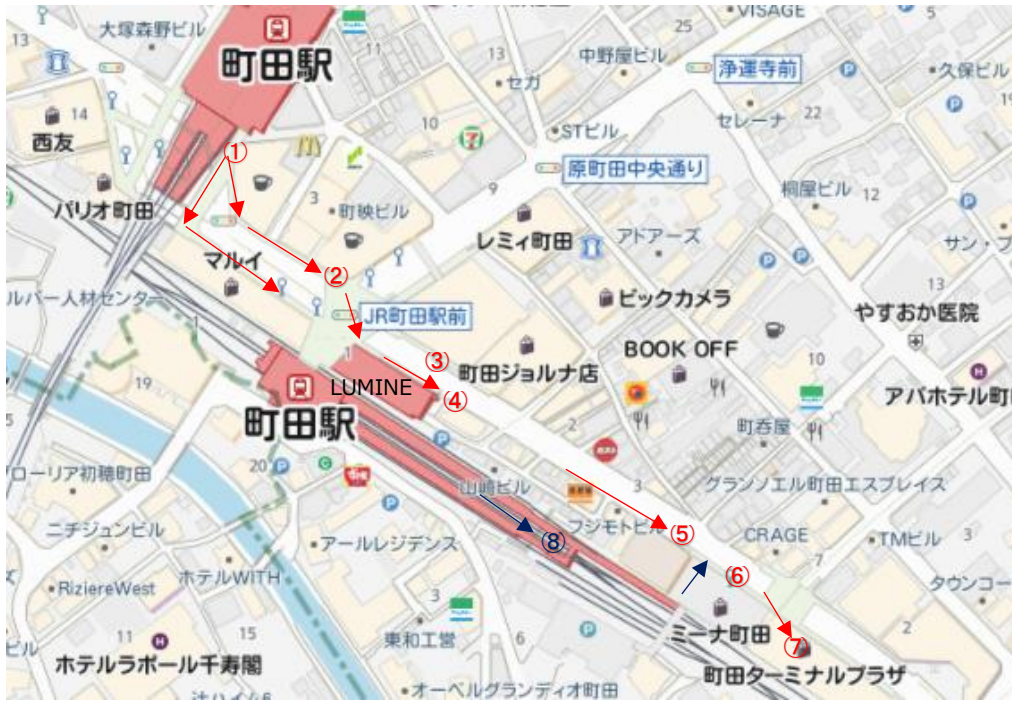 大塚森野ビル
VISAGE
5
13
町田駅
11
25
中野屋ビル
浄運寺前
久保ビル
13
セガ
14
西友
10
STビル
セレーナ
22
①
原町田中央通り
パリオ町田
3
町映ビル
9
桐屋ビル
12
レミィ町田
アドアーズ
サン・プ
マルイ
②
ルバー人材センター
ビックカメラ
13
JR町田駅前
やすおか医院
1
③
BOOK OFF
19
LUMINE
④
町田ジョルナ店
10
アパホテル町
町田駅
2
町呑屋
ローリア初穂町田
20
山崎ビル
3
グランノエル町田エスプレイス
ニチジュンビル
アールレジデンス
⑧
フジモトビル
⑤
CRAGE
TMビル
3
7
RiziereWest
ホテルWITH
⑥
タウンコー
3
11
15
東和工営
6
ミーナ町田
2
ビル
ホテルラポール千寿閣
⑦
町田ターミナルプラザ
オーベルグランディオ町田